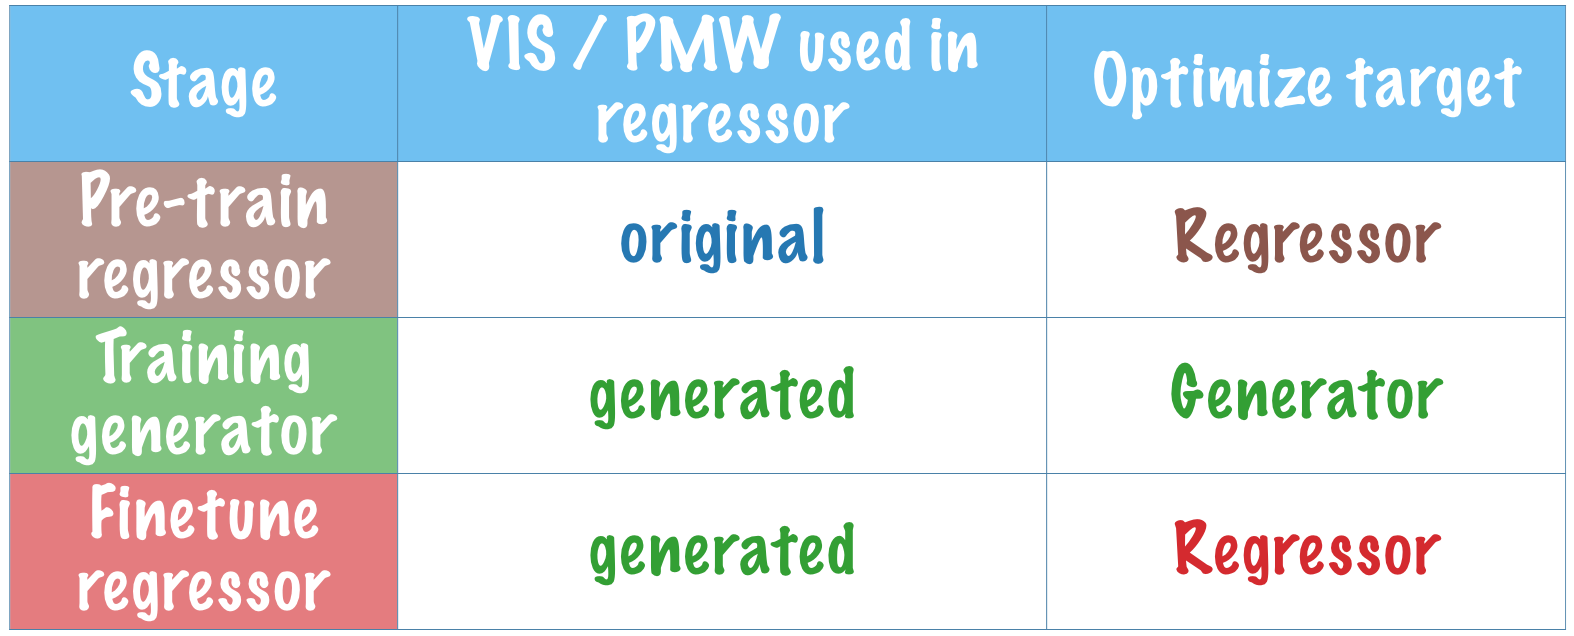 Stage
VIS / PMW used in
regressor
Optimize target
Pre-train
regressor
original
Regressor
Training
generator
generated
Generator
Finetune
regressor
generated
Regressor